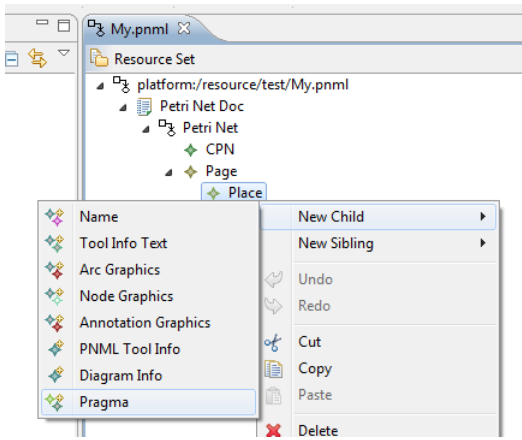 My.pnml
Resource Set
platform:/resource/test/My.pnml
Petri Net Doc
Petri Net
CPN
Page
Place
Name
Tool Info Text
Arc Graphics
Node Graphics
Annotation Graphics
PNML Tool Info
Diagram Info
Pragma
New Child
New Sibling
Undo
Redo
Cut
Copy
Paste
Delete